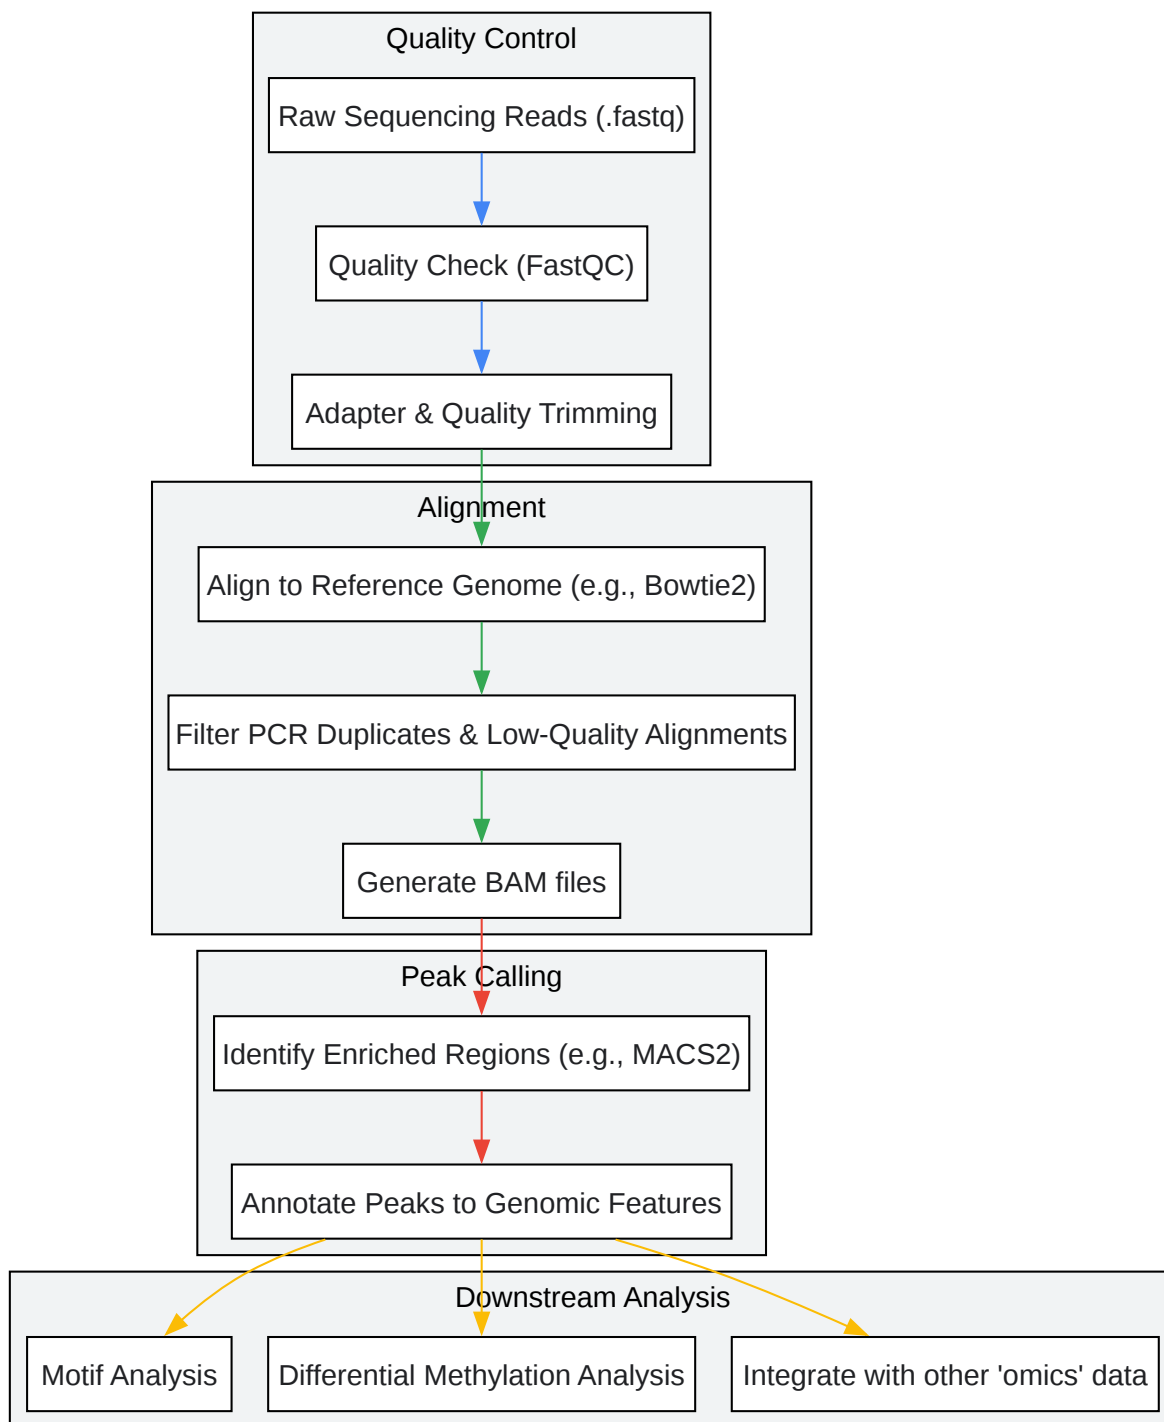 Quality Control
Raw Sequencing Reads (.fastq)
Quality Check (FastQC)
Adapter & Quality Trimming
Alignment
Align to Reference Genome (e.g., Bowtie2)
Filter PCR Duplicates & Low-Quality Alignments
Generate BAM files
Peak Calling
Identify Enriched Regions (e.g., MACS2)
Annotate Peaks to Genomic Features
Downstream Analysis
Motif Analysis
Differential Methylation Analysis
Integrate with other 'omics' data